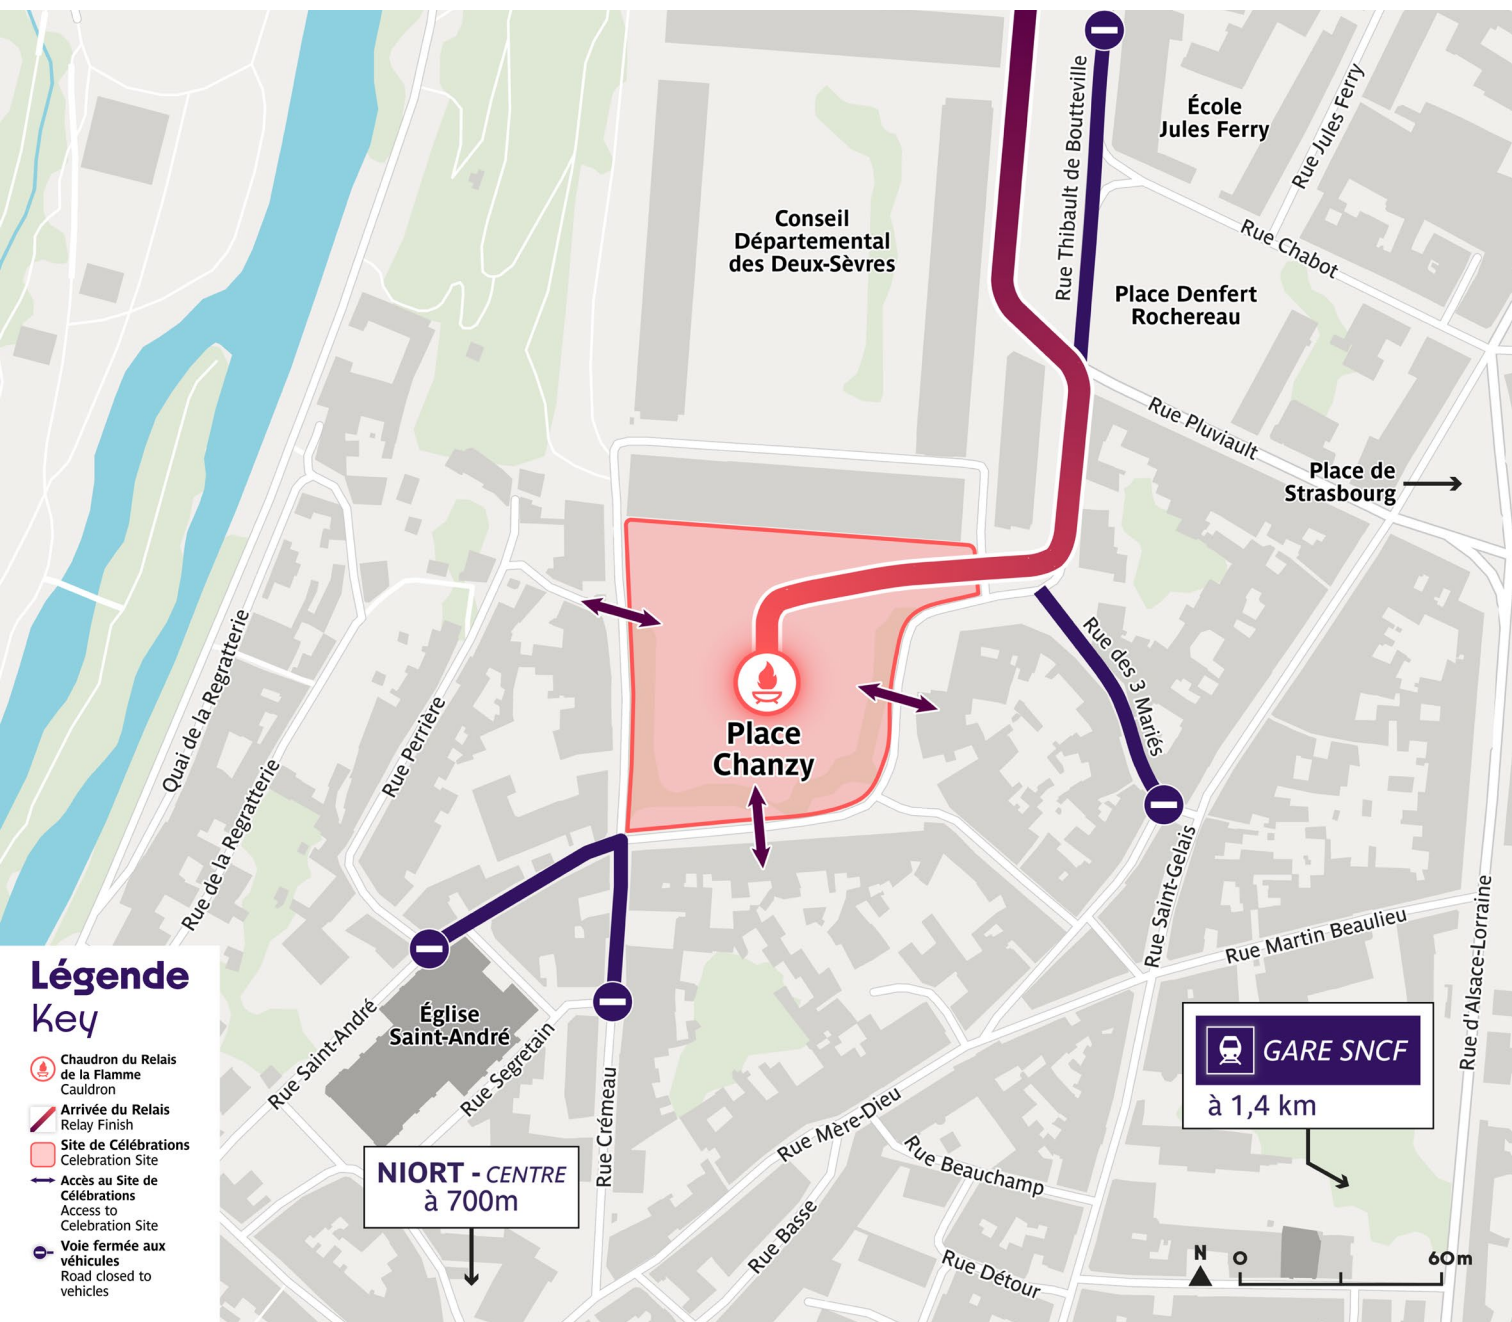 École
Jules Ferry
Rue Jules Ferry
Rue Thibault de Boutteville
Conseil
Départemental
des Deux-Sèvres
Rue Chabot
Place Denfert
Rochereau
Rue Pluviault
Place de
Strasbourg
Rue des 3 Mariés
Quai de la Regratterie
Rue Perrière
Rue de la Regratterie
Place
Chanzy
Rue Saint-Gelais
Rue Martin Beaulieu
Rue d'Alsace-Lorraine
Église
Saint-André
Rue Saint-André
Rue Segretain
Rue Crémeau
Rue Mère-Dieu
Rue Beauchamp
Rue Basse
Rue Détour
GARE SNCF
à 1,4 km
NIORT - CENTRE
à 700m
N
0
60m
Légende
Key
Chaudron du Relais
de la Flamme
Cauldron
Arrivée du Relais
Relay Finish
Site de Célébrations
Celebration Site
Accès au Site de
Célébrations
Access to
Celebration Site
Voie fermée aux
véhicules
Road closed to
vehicles